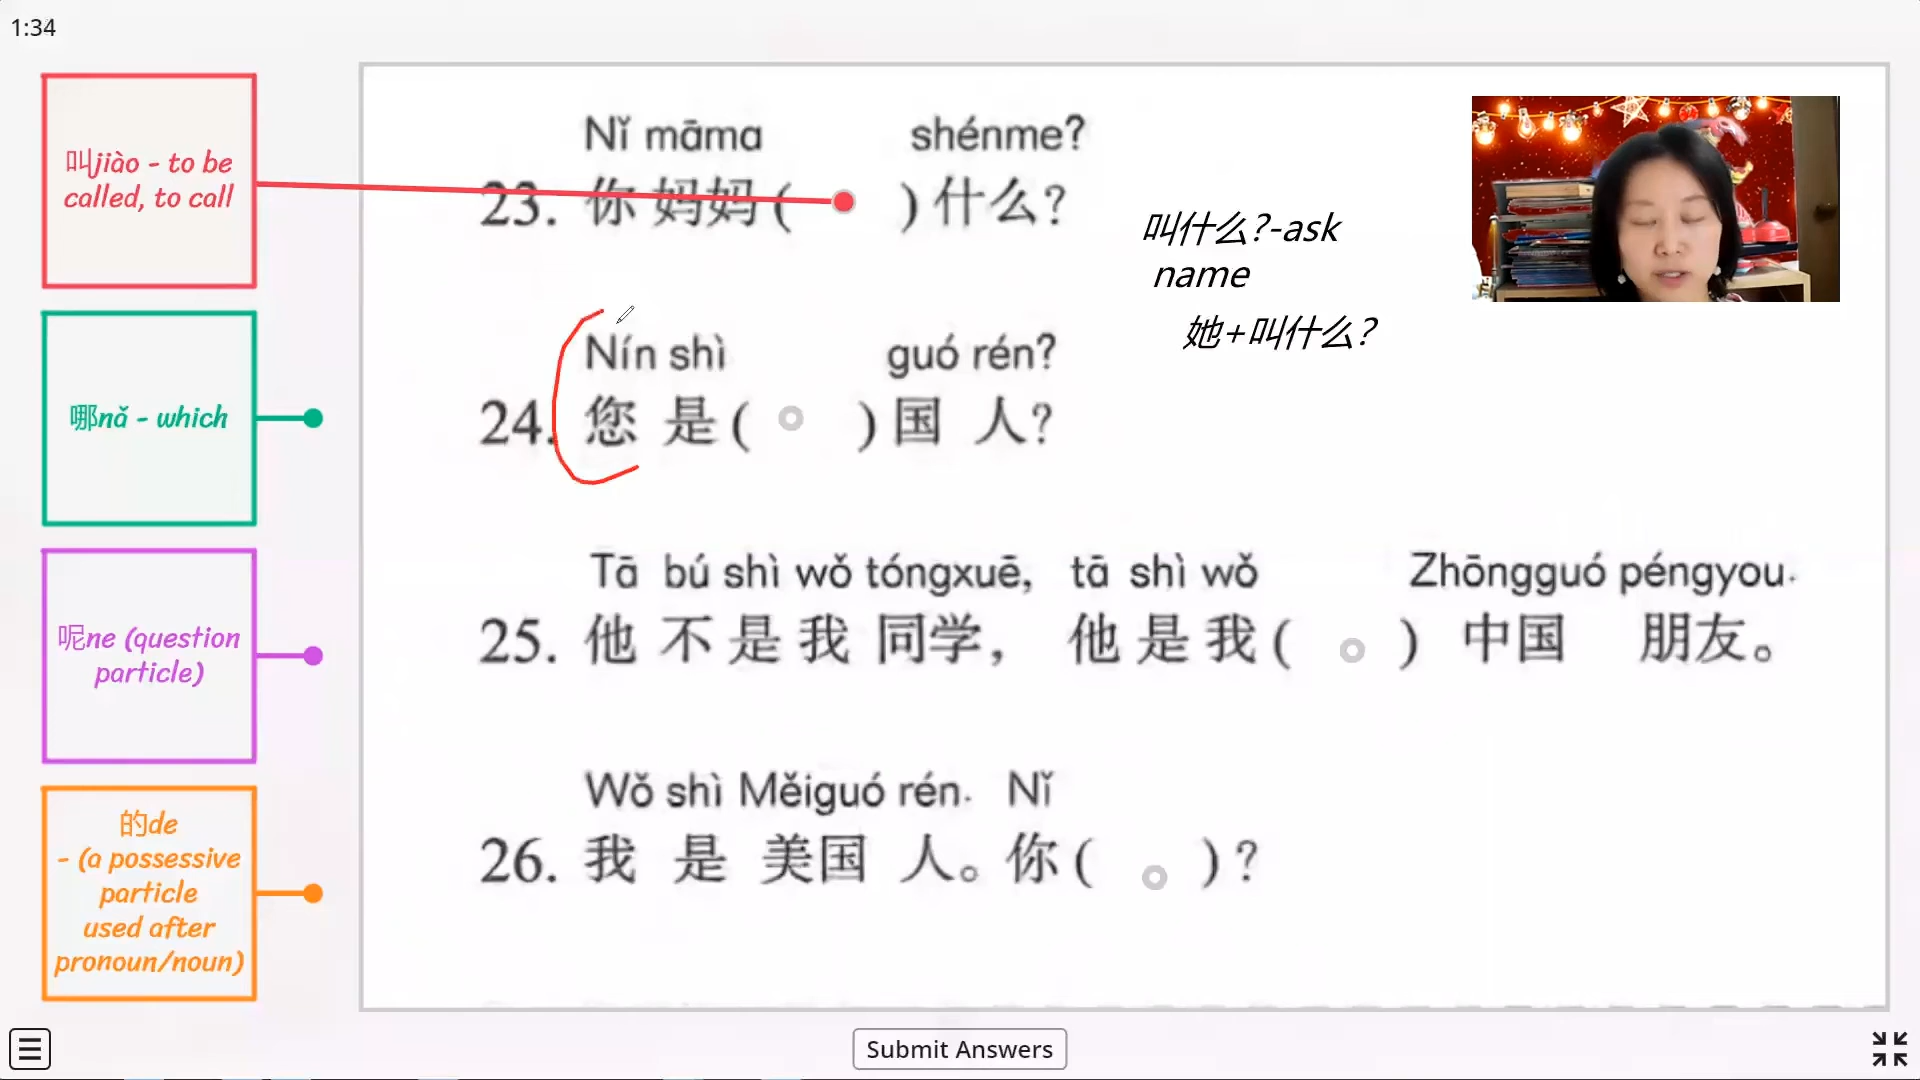 1:34
叫jiào - to be
called, to call
哪nǎ - which
呢ne (question
particle)
的de
- (a possessive
particle
used after
pronoun/noun)
Nǐ māma shénme?
23. 你 妈妈 ( ) 什么?
叫什么?-ask
name
她+叫什么?
Nín shì guó rén?
24. 您 是 ( ) 国 人?
Tā bú shì wǒ tóngxuē, tā shì wǒ Zhōngguó péngyou.
25. 他 不 是 我 同学， 他 是 我 ( ) 中国 朋友。
Wǒ shì Měiguó rén. Nǐ
26. 我 是 美国 人。你 ( ) ?
Submit Answers